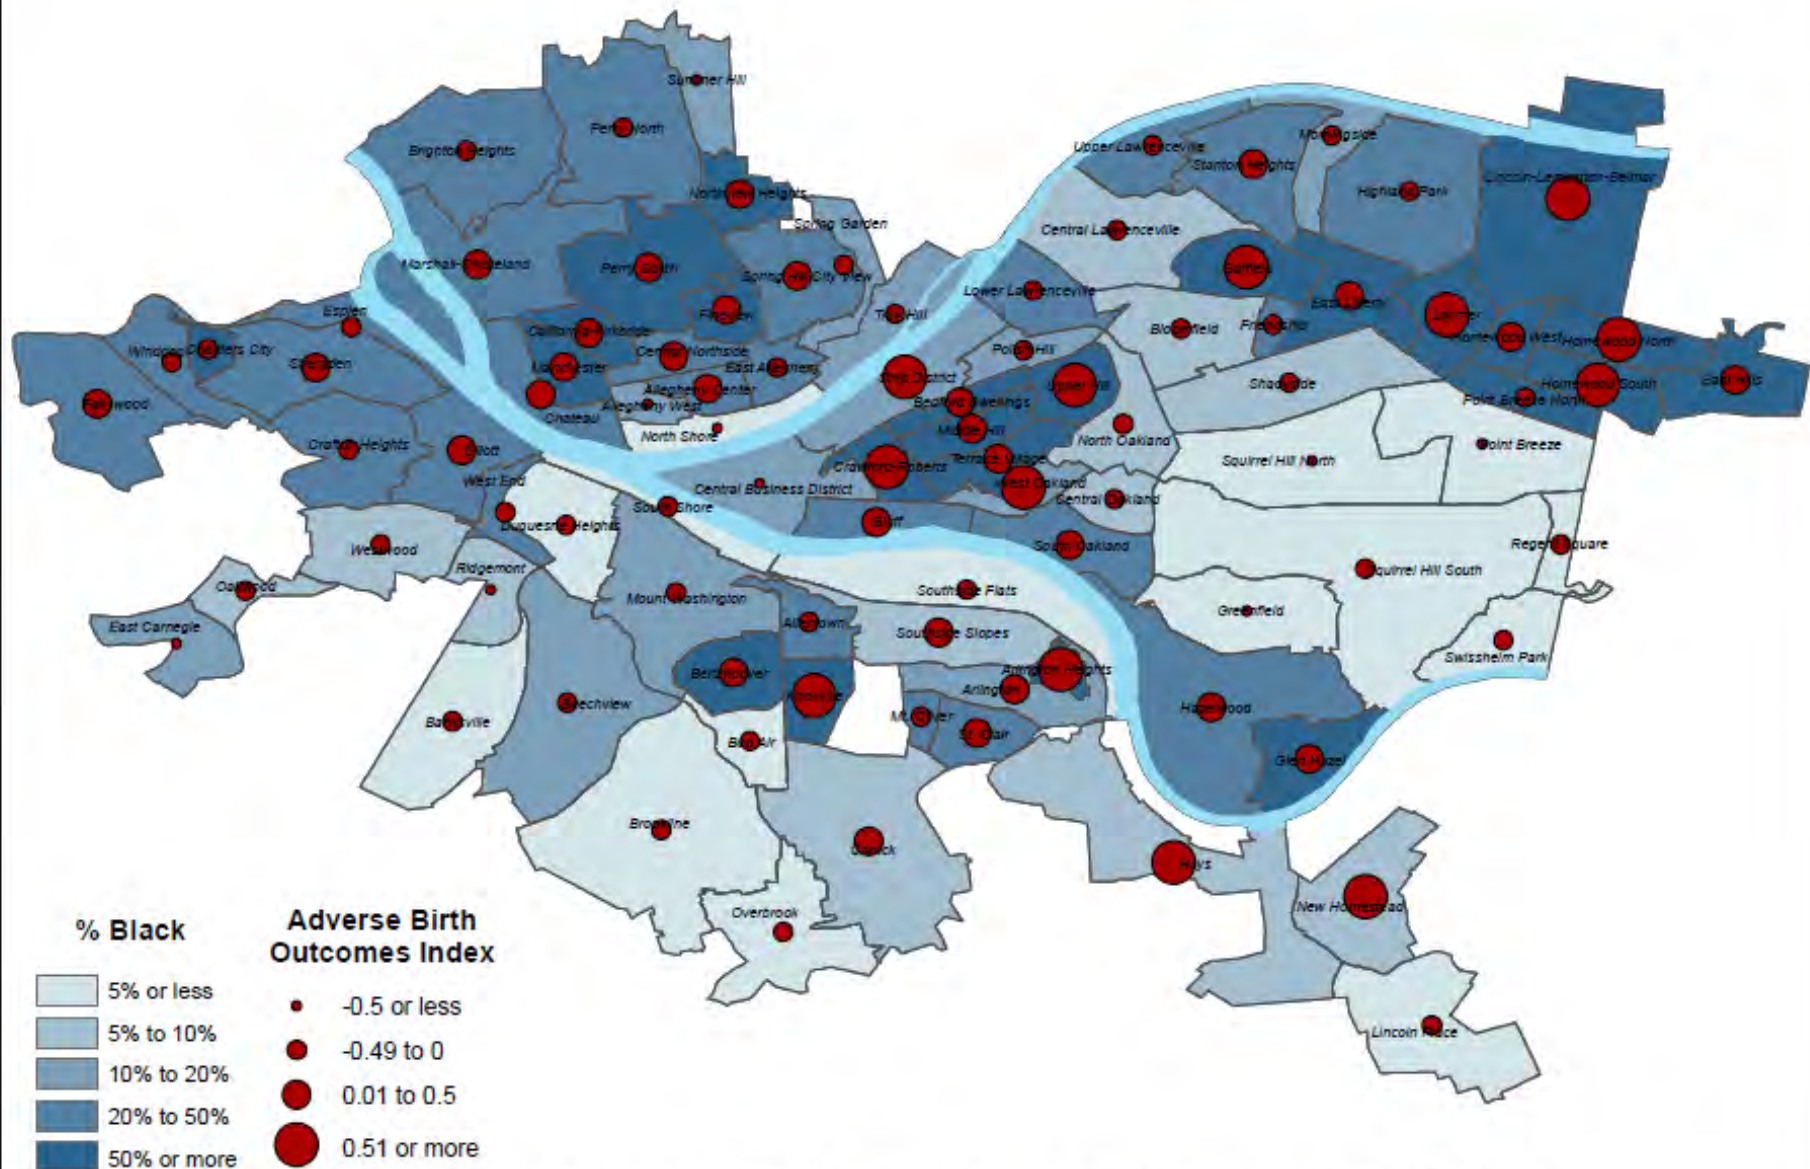 Summer Hill
Perry North
Brighton Heights
Morningside
Upper Lawrenceville
Stanton Heights
Lincoln-Lemington-Belmar
Highland Park
Northview Heights
Spring Garden
Central Lawrenceville
Marshall-Shadeland
Perry South
Spring Hill-City View
Garfield
Lower Lawrenceville
East Liberty
Esplen
Fineview
Troy Hill
Larimer
California-Kirkbride
Bloomfield
Friendship
Homewood West
Homewood North
Windgap
Chartiers City
Sheraden
Central Northside
Polish Hill
Manchester
East Allegheny
Strip District
Upper Hill
Shadyside
Homewood South
East Hills
Allegheny Center
Fairwood
Allegheny West
Bedford Dwellings
Point Breeze North
Chateau
North Shore
Middle Hill
North Oakland
Crafton Heights
Elliott
Point Breeze
Terrace Village
Squirrel Hill North
Crawford-Roberts
West End
Central Business District
West Oakland
Central Oakland
South Shore
Duquesne Heights
Bluff
South Oakland
Regent Square
Westwood
Ridgemont
Squirrel Hill South
Oakwood
Mount Washington
Southside Flats
Greenfield
East Carnegie
Allentown
Southside Slopes
Swisshelm Park
Beltzhoover
Arlington Heights
Arlington
Knoxville
Beechview
Hazelwood
Banksville
Mt. Oliver
St. Clair
Bon Air
Glen Hazel
Brookline
Carrick
Hays
Overbrook
New Homestead
Lincoln Place
% Black
5% or less
5% to 10%
10% to 20%
20% to 50%
50% or more
Adverse Birth
Outcomes Index
-0.5 or less
-0.49 to 0
0.01 to 0.5
0.51 or more